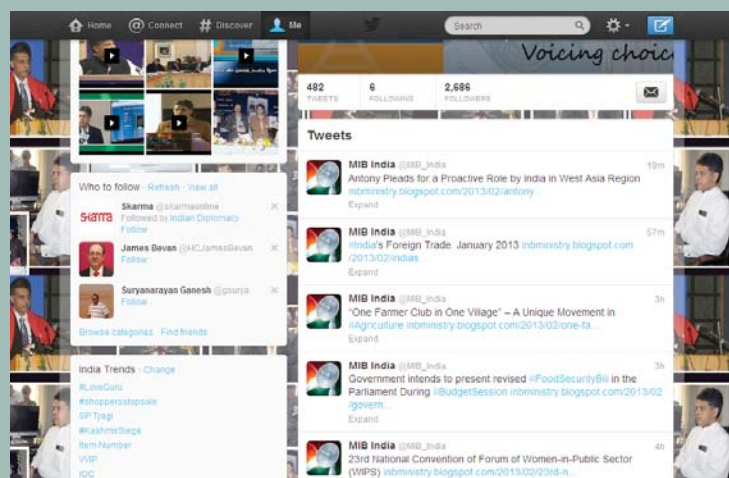 Home
Connect
Discover
Me
Search
Voicing choic
482
TWEETS
6
FOLLOWING
2,686
FOLLOWERS
Who to follow · Refresh · View all
Skarma @skarmaonline
Followed by Indian Diplomacy
Follow
James Bevan @HCJamesBevan
Follow
Suryanarayan Ganesh @gsurya
Follow
Browse categories · Find friends
India Trends · Change
#LoveGuru
#shoppersstopsale
SP Tyagi
#KashmirSiege
Item Number
VVIP
IOC
Tweets
MIB India @MIB_India 19m
Antony Pleads for a Proactive Role by India in West Asia Region
inbministry.blogspot.com/2013/02/antony...
Expand
MIB India @MIB_India 57m
#India's Foreign Trade: January 2013 inbministry.blogspot.com
/2013/02/indias...
Expand
MIB India @MIB_India 3h
"One Farmer Club in One Village" – A Unique Movement in
#Agriculture inbministry.blogspot.com/2013/02/one-fa...
Expand
MIB India @MIB_India 3h
Government intends to present revised #FoodSecurityBill in the
Parliament During #BudgetSession inbministry.blogspot.com/2013/02
/govern...
Expand
MIB India @MIB_India 4h
23rd National Convention of Forum of Women-in-Public Sector
(WIPS) inbministry.blogspot.com/2013/02/23rd-n...